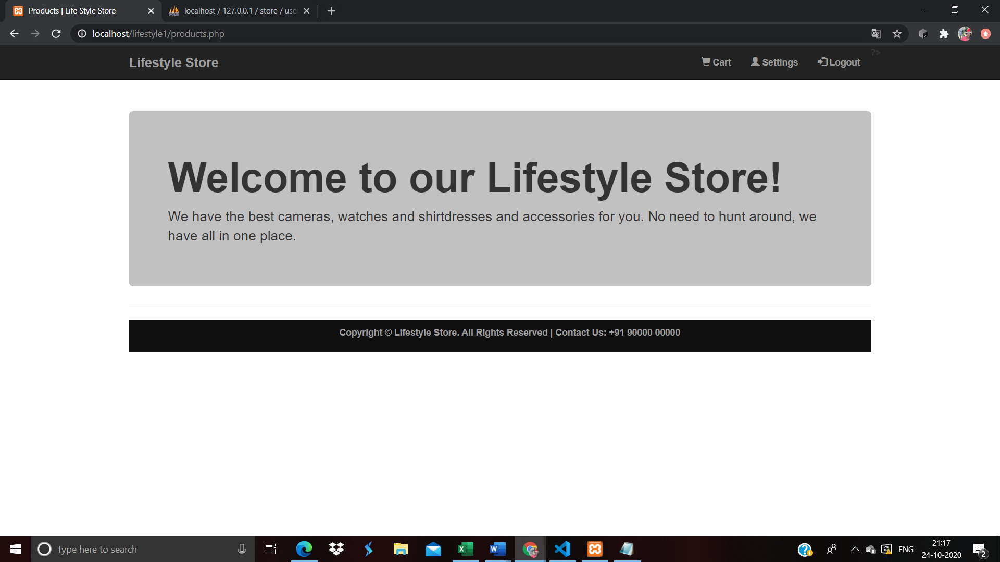 Products | Life Style Store
localhost / 127.0.0.1 / store / use
localhost/lifestyle1/products.php
Lifestyle Store
Cart
Settings
Logout
?>
Welcome to our Lifestyle Store!
We have the best cameras, watches and shirtdresses and accessories for you. No need to hunt around, we
have all in one place.
Copyright © Lifestyle Store. All Rights Reserved | Contact Us: +91 90000 00000
Type here to search
ENG
21:17
24-10-2020
2